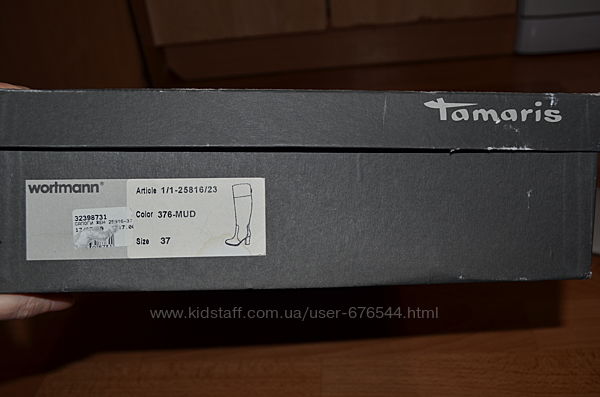 Tamaris
wortmann
Article 1/1-25816/23
Color 376-MUD
Size 37
32398731
www.kidstaff.com.ua/user-676544.html